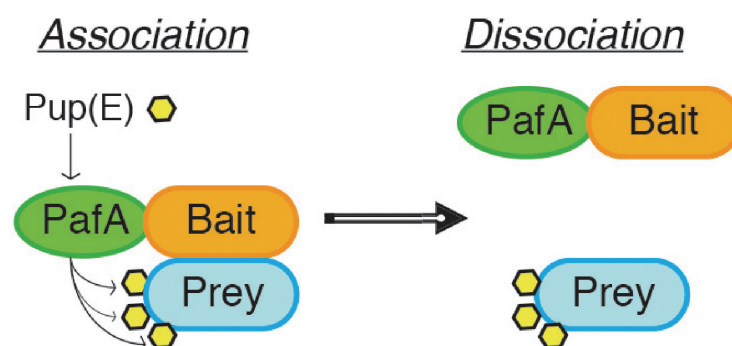 Association
Dissociation
Pup(E)
PafA
Bait
PafA
Bait
Prey
Prey